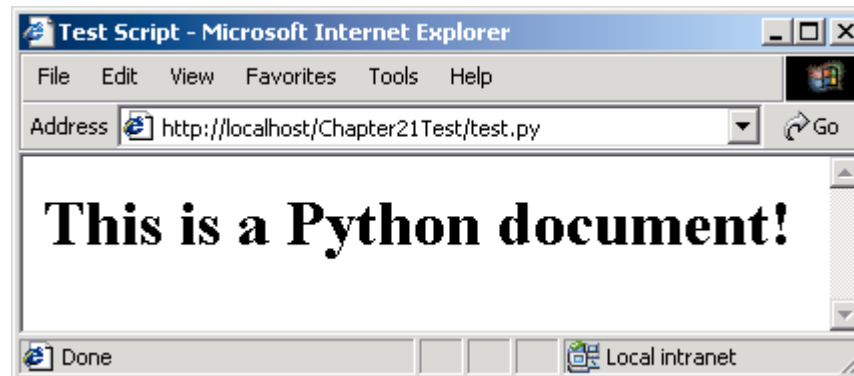 Test Script - Microsoft Internet Explorer
File Edit View Favorites Tools Help
Address http://localhost/Chapter21Test/test.py Go
This is a Python document!
Done Local intranet